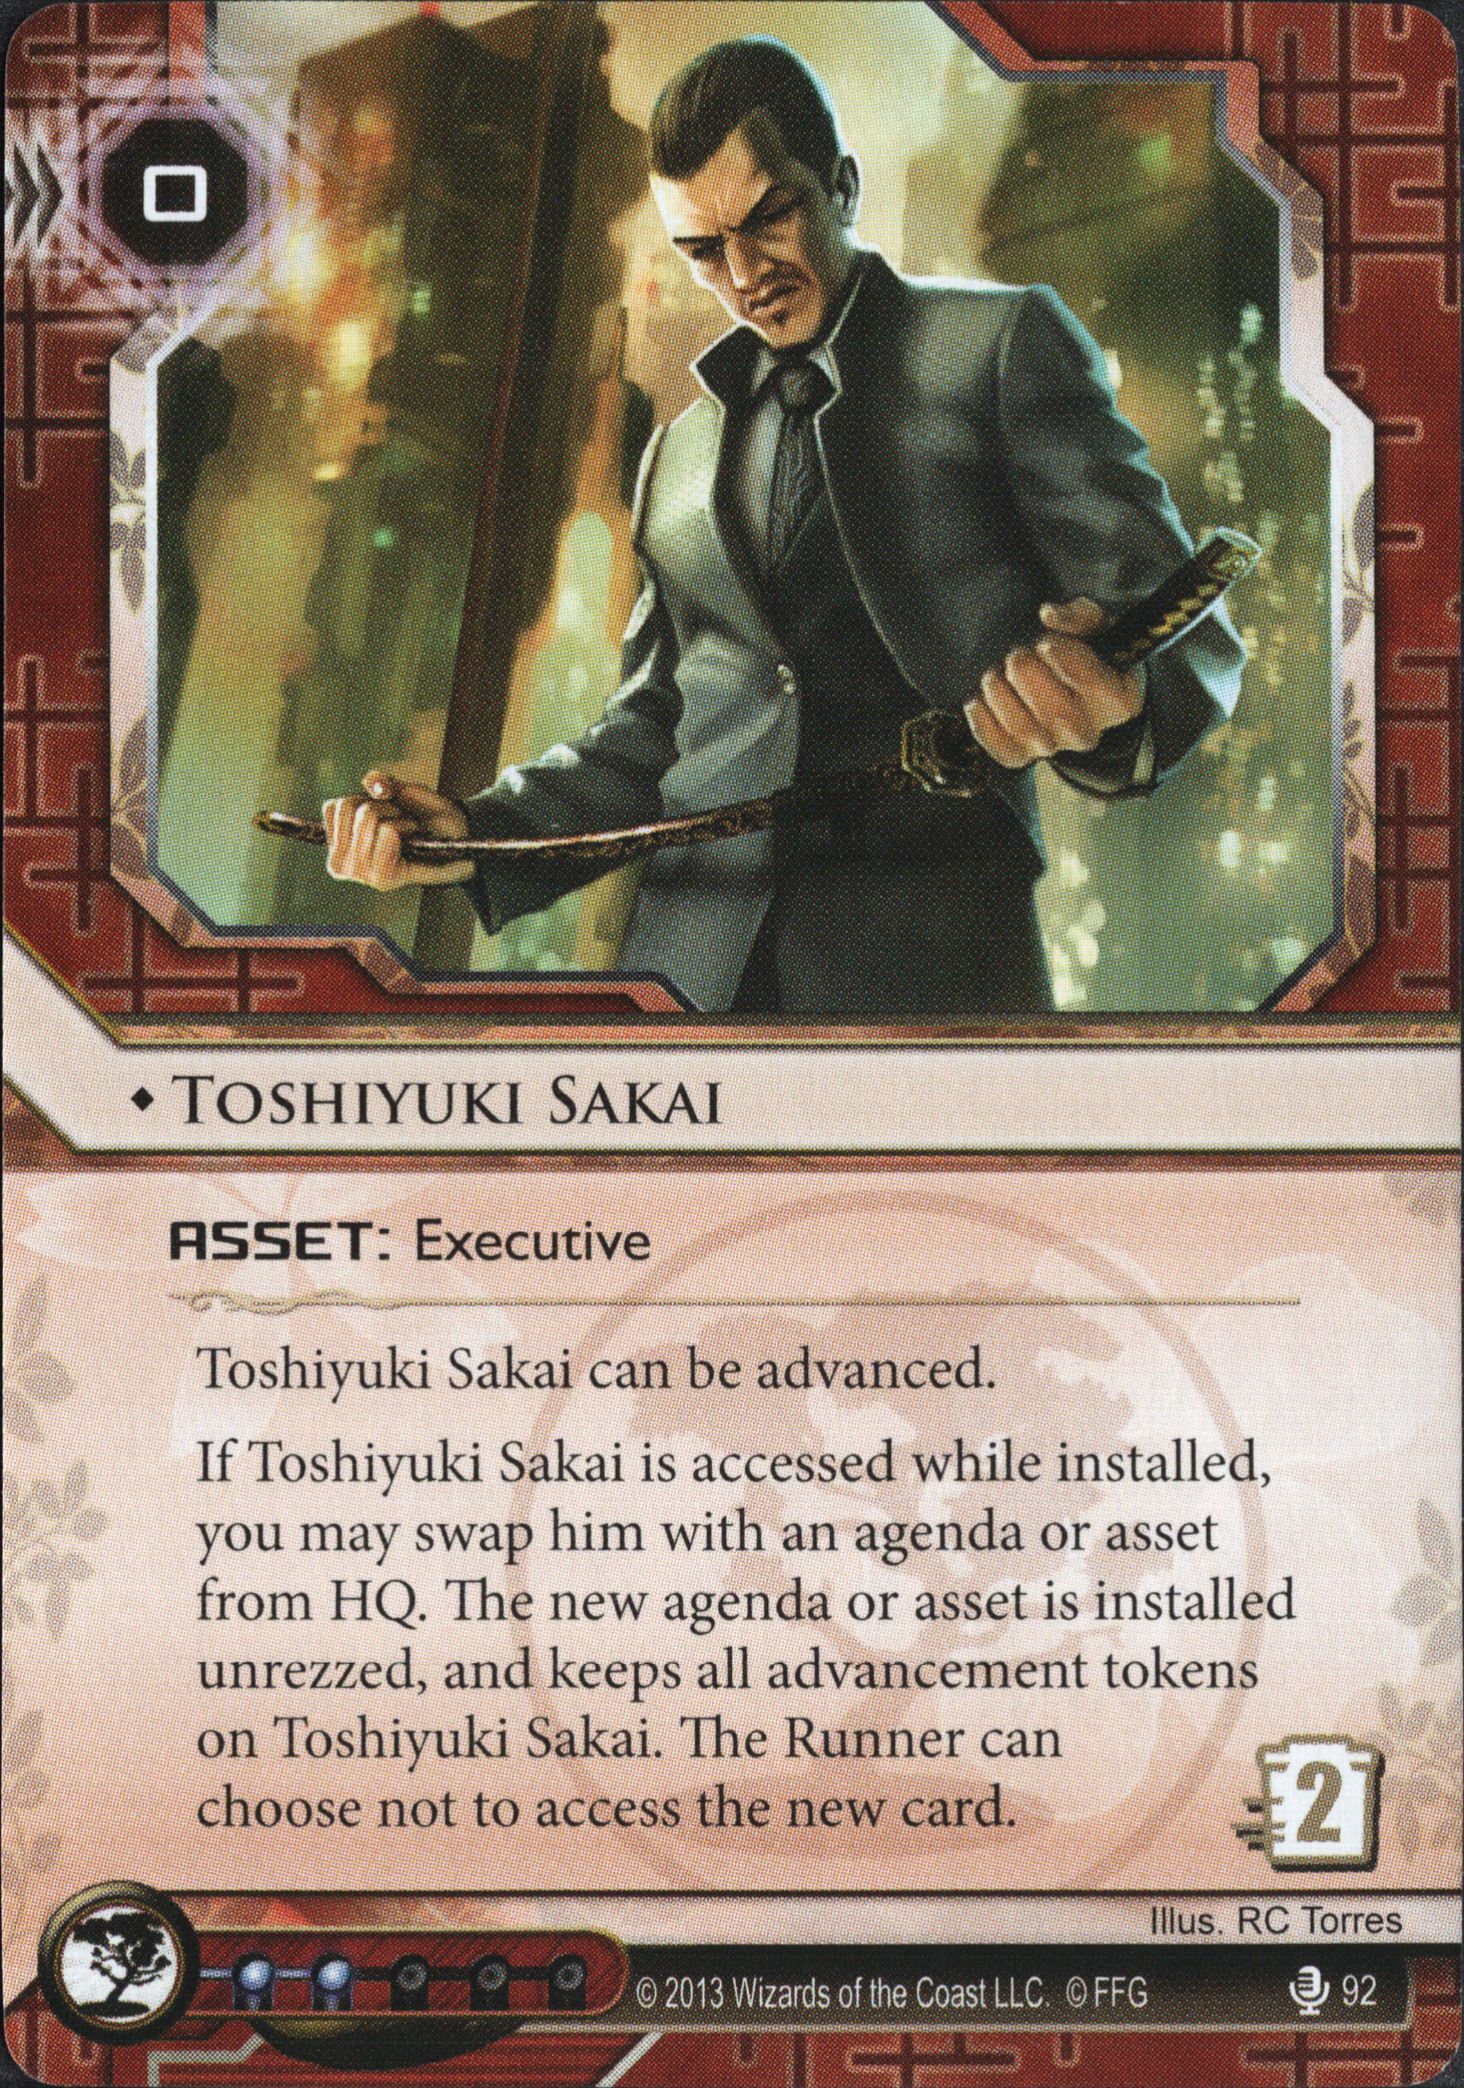 0
◆ TOSHIYUKI SAKAI
ASSET: Executive
Toshiyuki Sakai can be advanced.
If Toshiyuki Sakai is accessed while installed,
you may swap him with an agenda or asset
from HQ. The new agenda or asset is installed
unrezzed, and keeps all advancement tokens
on Toshiyuki Sakai. The Runner can
choose not to access the new card.
2
Illus. RC Torres
© 2013 Wizards of the Coast LLC. © FFG
92